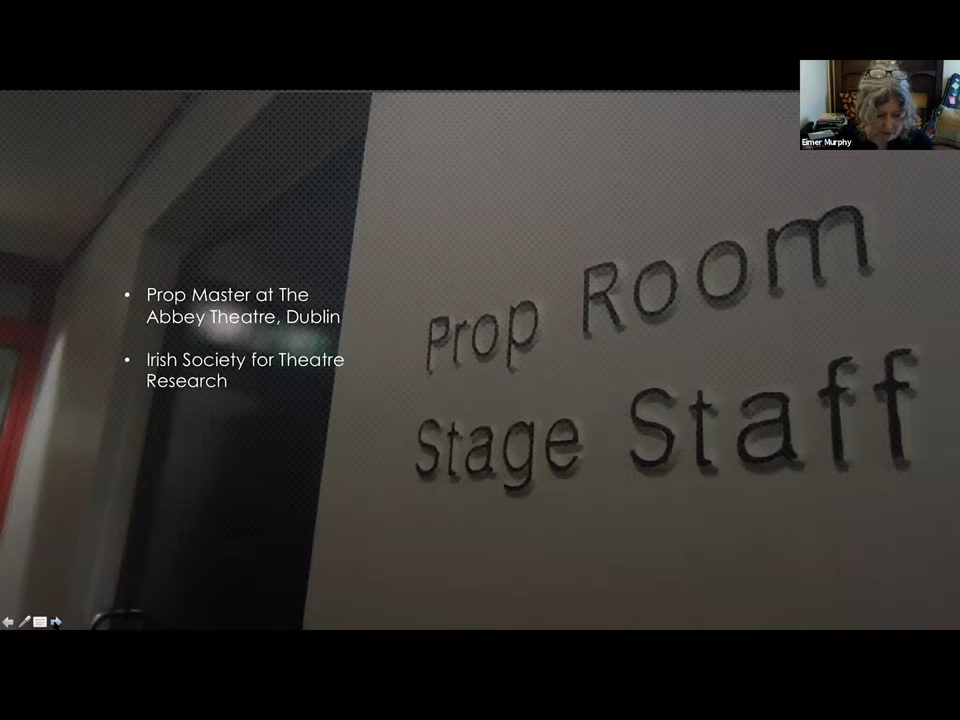 Eimer Murphy
• Prop Master at The
Abbey Theatre, Dublin
• Irish Society for Theatre
Research
Prop Room
Stage Staff